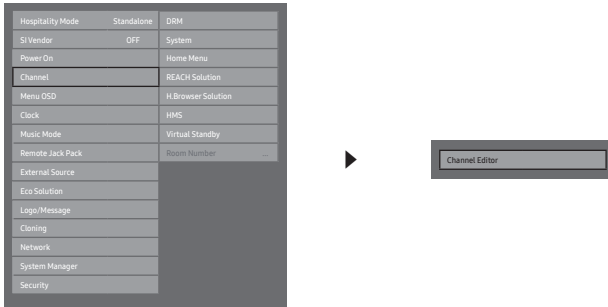 Hospitality Mode Standalone
SI Vendor OFF
Power On
Channel
Menu OSD
Clock
Music Mode
Remote Jack Pack
External Source
Eco Solution
Logo/Message
Cloning
Network
System Manager
Security
DRM
System
Home Menu
REACH Solution
H.Browser Solution
HMS
Virtual Standby
Room Number ...
Channel Editor